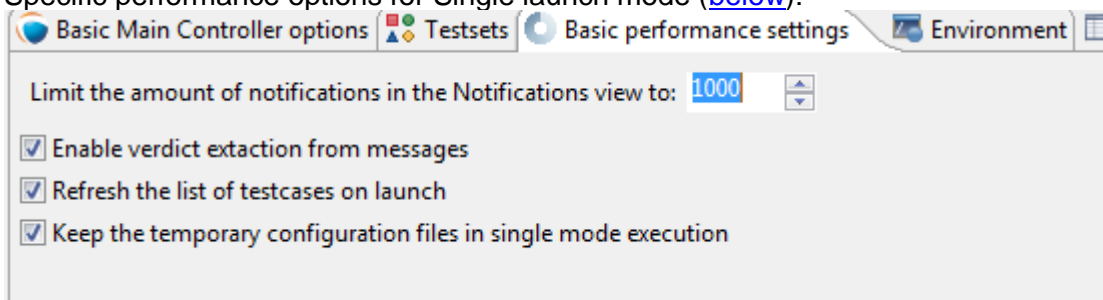 Specific performance options for Single launch mode (below).
Basic Main Controller options Testsets Basic performance settings Environment
Limit the amount of notifications in the Notifications view to: 1000
Enable verdict extaction from messages
Refresh the list of testcases on launch
Keep the temporary configuration files in single mode execution